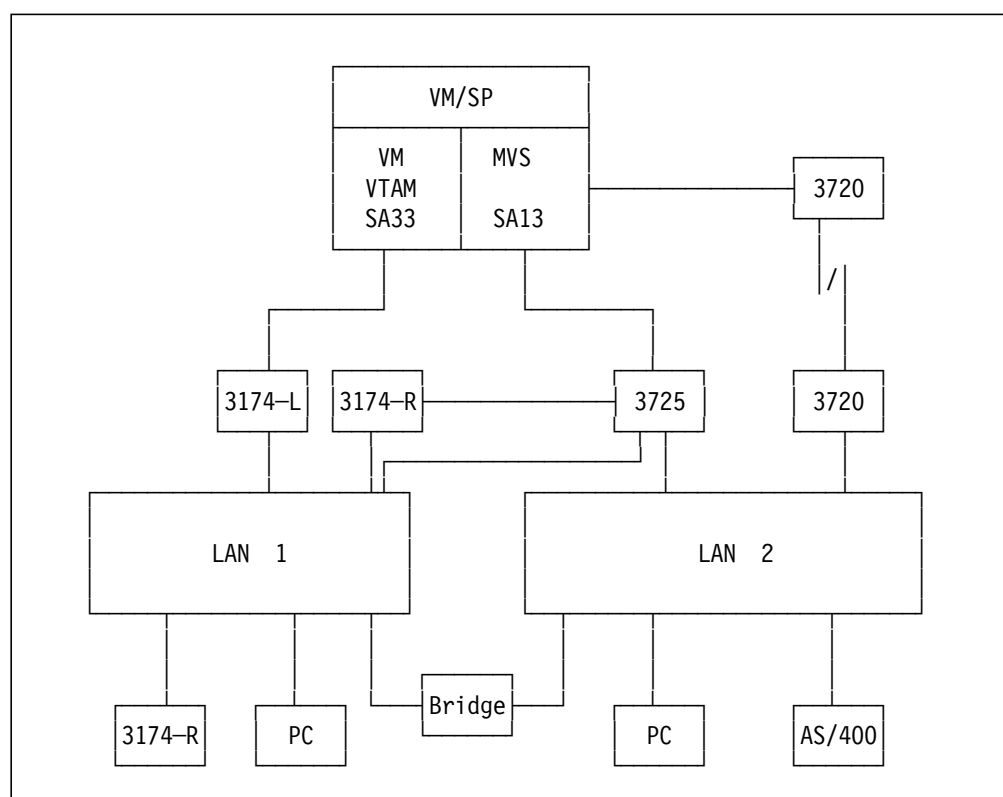 VM/SP
VM MVS
VTAM 3720
SA33 SA13
/
3174—L 3174—R 3725 3720
LAN 1 LAN 2
Bridge
3174—R PC PC AS/400